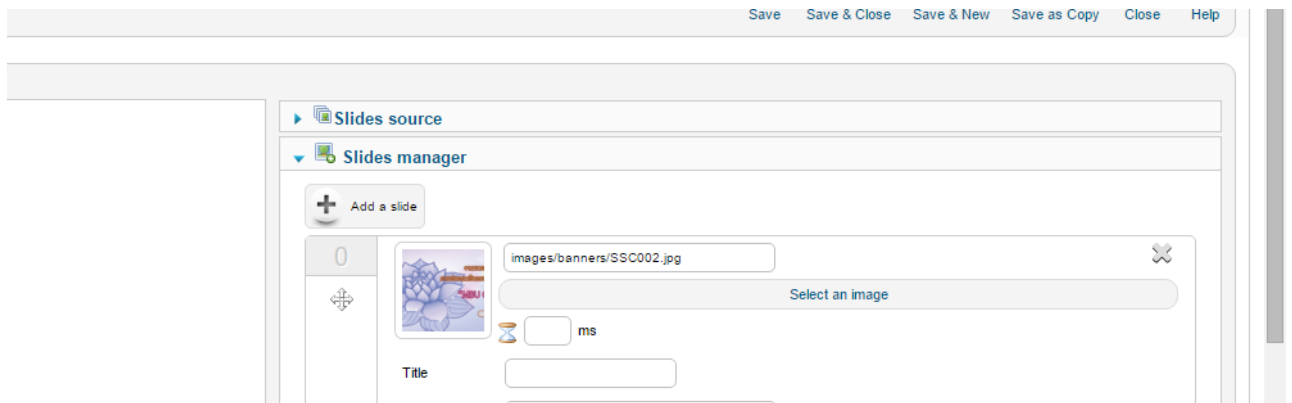 Save Save & Close Save & New Save as Copy Close Help
Slides source
Slides manager
Add a slide
0
images/banners/SSC002.jpg
Select an image
ms
Title